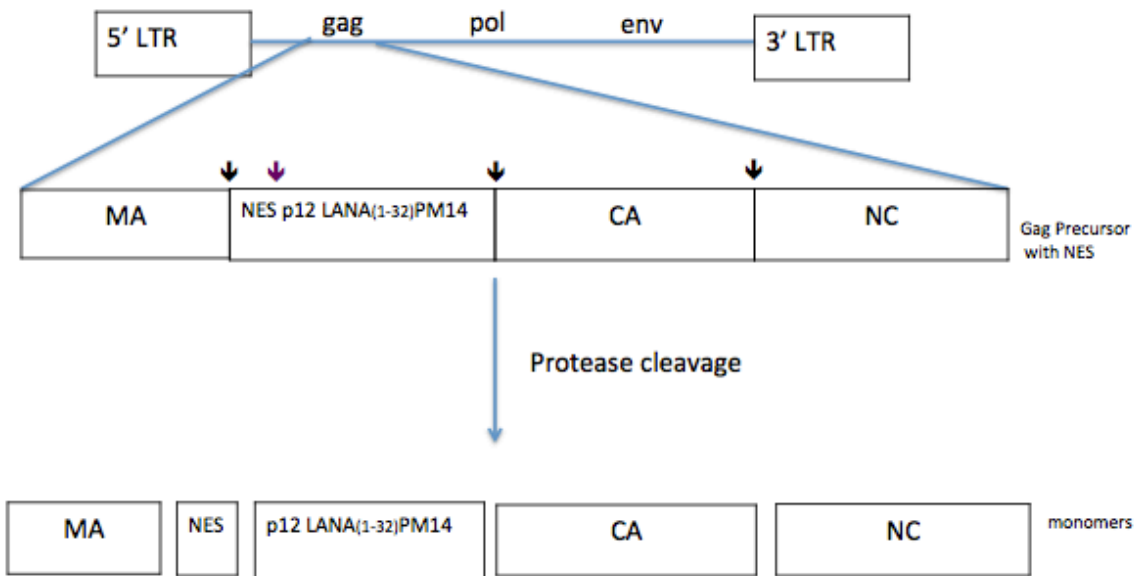 5’ LTR
gag
pol
env
3’ LTR
MA
NES p12 LANA(1-32)PM14
CA
NC
Gag Precursor
with NES
Protease cleavage
MA
NES
p12 LANA(1-32)PM14
CA
NC
monomers